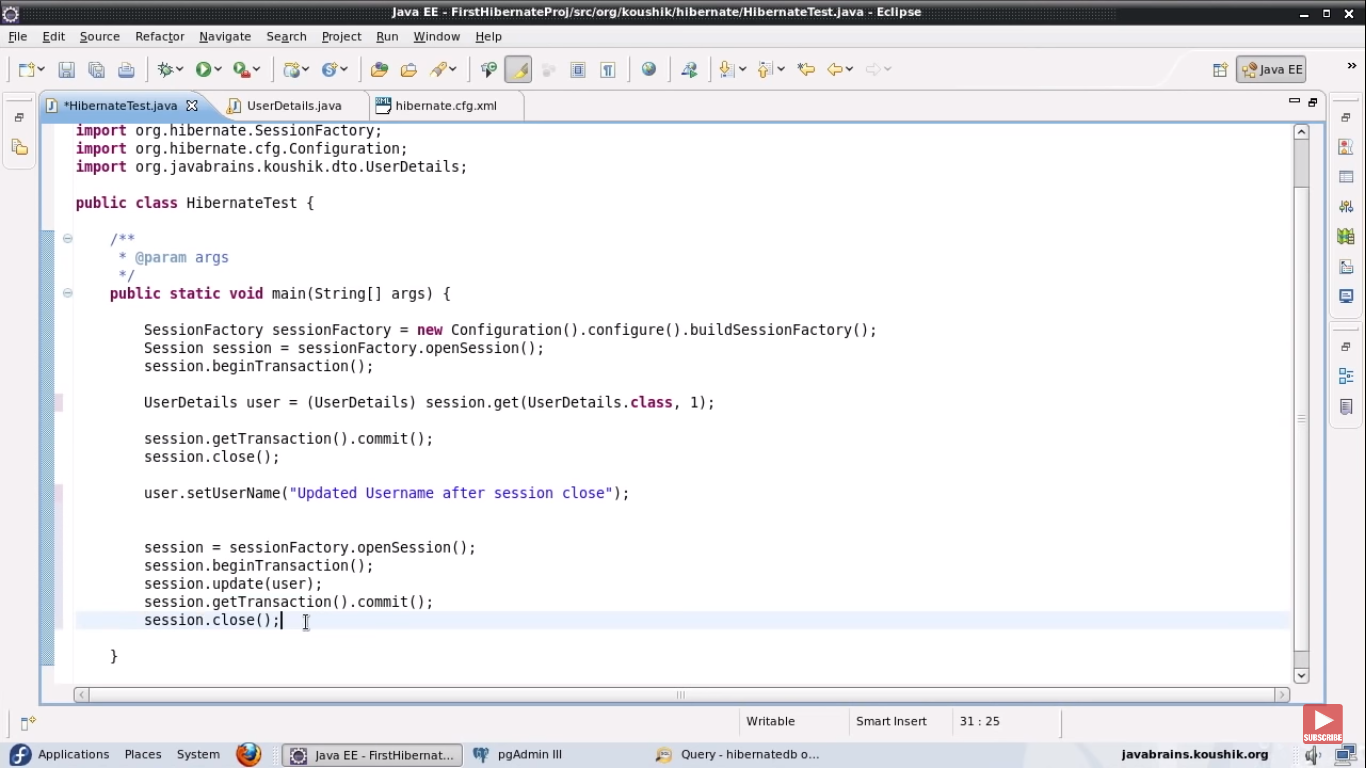 Java EE - FirstHibernateProj/src/org/koushik/hibernate/HibernateTest.java - Eclipse
File Edit Source Refactor Navigate Search Project Run Window Help
Java EE »
*HibernateTest.java UserDetails.java hibernate.cfg.xml
import org.hibernate.SessionFactory;
import org.hibernate.cfg.Configuration;
import org.javabrains.koushik.dto.UserDetails;
public class HibernateTest {
/**
* @param args
*/
public static void main(String[] args) {
SessionFactory sessionFactory = new Configuration().configure().buildSessionFactory();
Session session = sessionFactory.openSession();
session.beginTransaction();
UserDetails user = (UserDetails) session.get(UserDetails.class, 1);
session.getTransaction().commit();
session.close();
user.setUserName("Updated Username after session close");
session = sessionFactory.openSession();
session.beginTransaction();
session.update(user);
session.getTransaction().commit();
session.close();
}
Writable Smart Insert 31 : 25
SUBSCRIBE
Applications Places System Java EE - FirstHibernat... pgAdmin III Query - hibernatedb o... javabrains.koushik.org